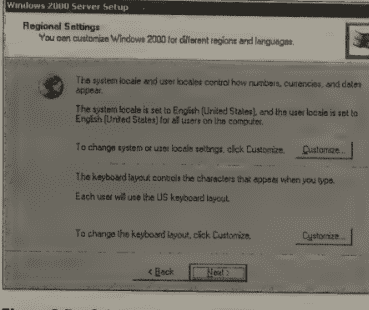 Windows 2000 Server Setup
Regional Settings
You can customize Windows 2000 for different regions and languages.
The system locale and user locales control how numbers, currencies, and dates
appear.
The system locale is set to English (United States), and the user locale is set to
English (United States) for all users on the computer.
To change system or user locale settings, click Customize.
Customize...
The keyboard layout controls the characters that appear when you type.
Each user will use the US keyboard layout.
To change the keyboard layout, click Customize.
Customize...
< Back
Next >